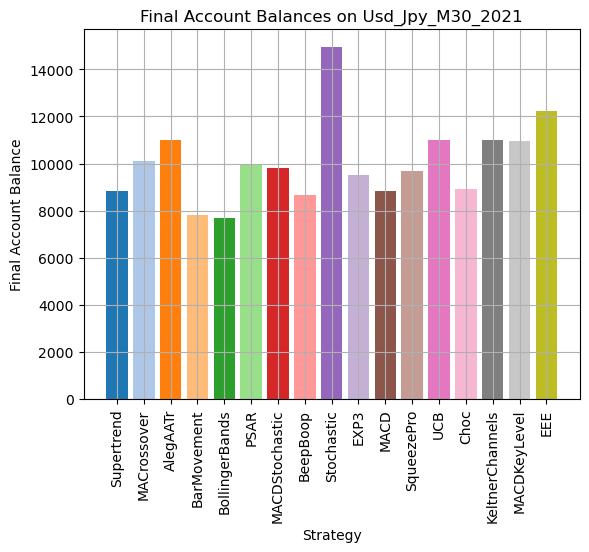 Final Account Balances on Usd_Jpy_M30_2021
Final Account Balance
14000
12000
10000
8000
6000
4000
2000
0
Supertrend
MACrossover
AlegAATr
BarMovement
BollingerBands
PSAR
MACDStochastic
BeepBoop
Stochastic
EXP3
MACD
SqueezePro
UCB
Choc
KeltnerChannels
MACDKeyLevel
EEE
Strategy